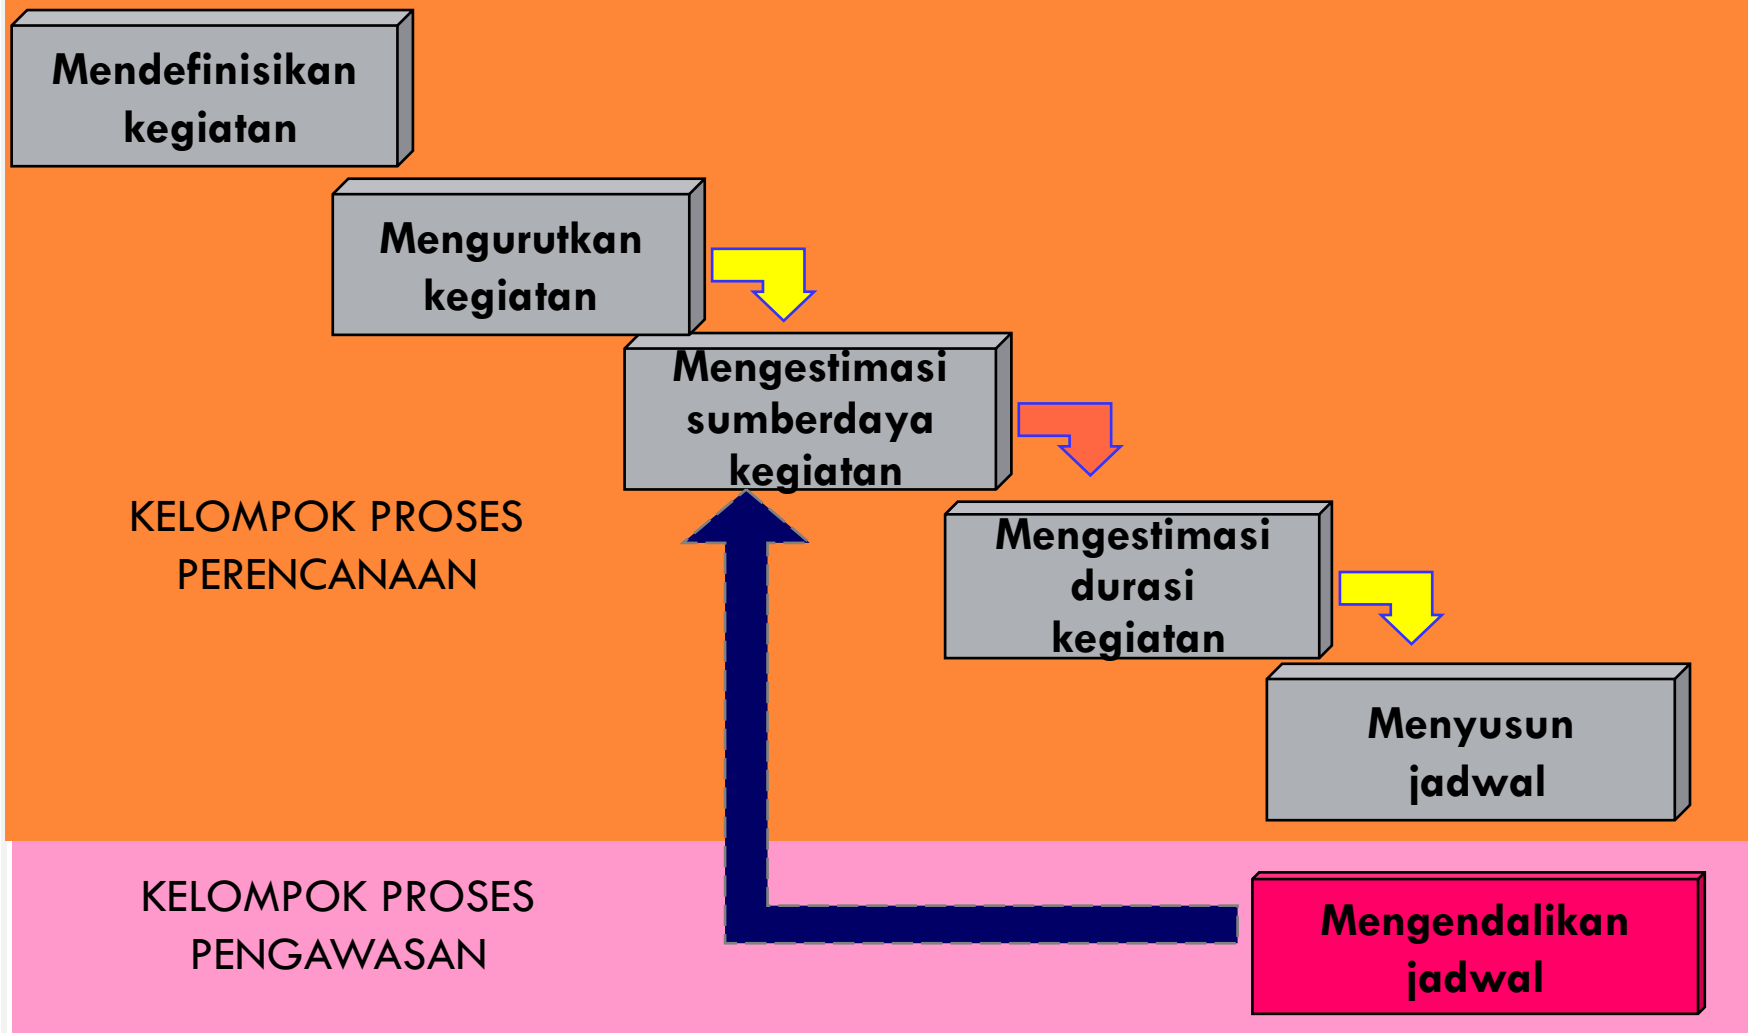 Mendefinisikan
kegiatan
Mengurutkan
kegiatan
Mengestimasi
sumberdaya
kegiatan
KELOMPOK PROSES
PERENCANAAN
Mengestimasi
durasi
kegiatan
Menyusun
jadwal
KELOMPOK PROSES
PENGAWASAN
Mengendalikan
jadwal